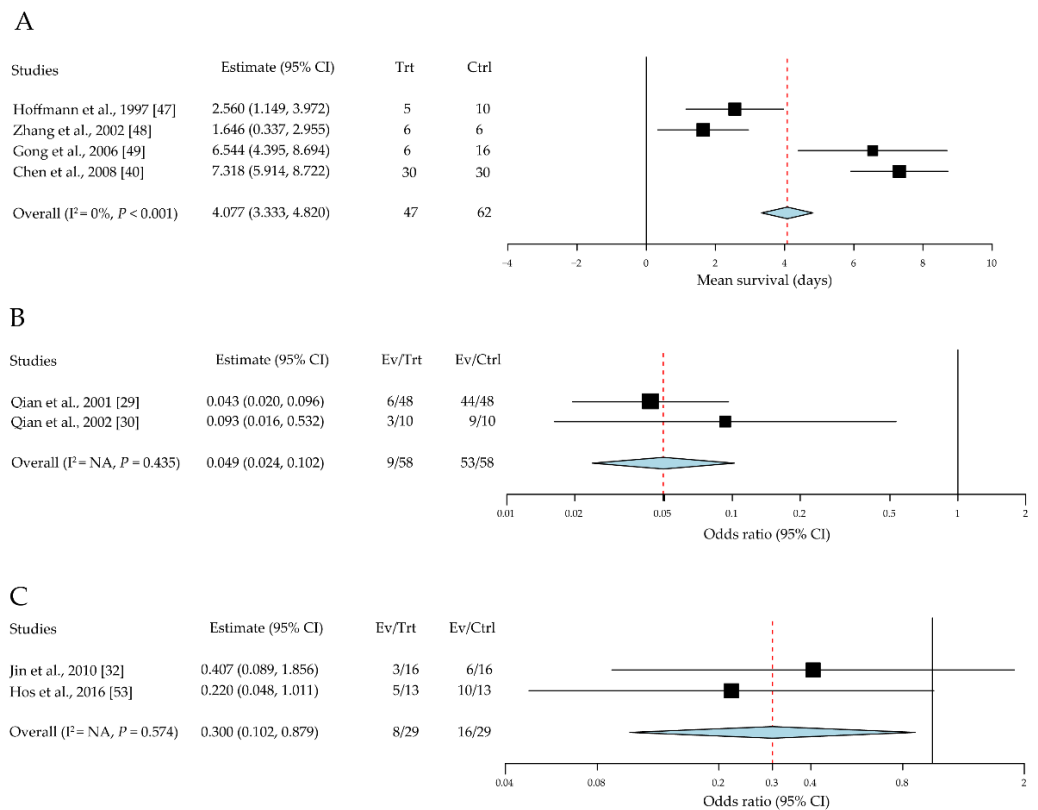 A
Studies Estimate (95% CI) Trt Ctrl
Hoffmann et al., 1997 [47] 2.560 (1.149, 3.972) 5 10
Zhang et al., 2002 [48] 1.646 (0.337, 2.955) 6 6
Gong et al., 2006 [49] 6.544 (4.395, 8.694) 6 16
Chen et al., 2008 [40] 7.318 (5.914, 8.722) 30 30
Overall (I² = 0%, P < 0.001) 4.077 (3.333, 4.820) 47 62
−4 −2 0 2 4 6 8 10
Mean survival (days)
B
Studies Estimate (95% CI) Ev/Trt Ev/Ctrl
Qian et al., 2001 [29] 0.043 (0.020, 0.096) 6/48 44/48
Qian et al., 2002 [30] 0.093 (0.016, 0.532) 3/10 9/10
Overall (I² = NA, P = 0.435) 0.049 (0.024, 0.102) 9/58 53/58
0.01 0.02 0.05 0.1 0.2 0.5 1 2
Odds ratio (95% CI)
C
Studies Estimate (95% CI) Ev/Trt Ev/Ctrl
Jin et al., 2010 [32] 0.407 (0.089, 1.856) 3/16 6/16
Hos et al., 2016 [53] 0.220 (0.048, 1.011) 5/13 10/13
Overall (I² = NA, P = 0.574) 0.300 (0.102, 0.879) 8/29 16/29
0.04 0.08 0.2 0.3 0.4 0.8 2
Odds ratio (95% CI)